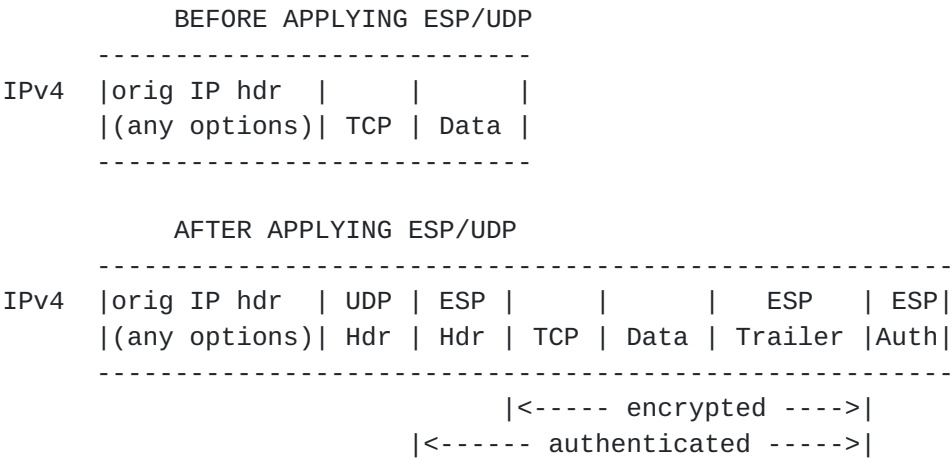 BEFORE APPLYING ESP/UDP
       ----------------------------
IPv4   |orig IP hdr  |     |      |
       |(any options)| TCP | Data |
       ----------------------------

            AFTER APPLYING ESP/UDP
       -------------------------------------------------------
IPv4   |orig IP hdr  | UDP | ESP |     |      |   ESP   | ESP|
       |(any options)| Hdr | Hdr | TCP | Data | Trailer |Auth|
       -------------------------------------------------------
                                 |<----- encrypted ---->|
                           |<------ authenticated ----->|